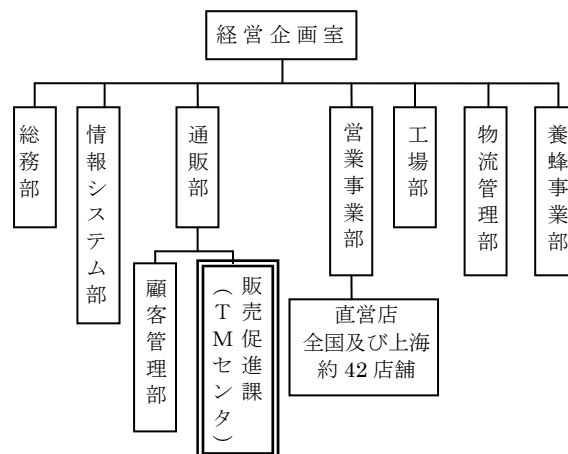 経営企画室
総務部
情報システム部
通販部
営業事業部
工場部
物流管理部
養蜂事業部
顧客管理部
販売促進課
（ＴＭセンタ）
直営店
全国及び上海
約 42 店舗